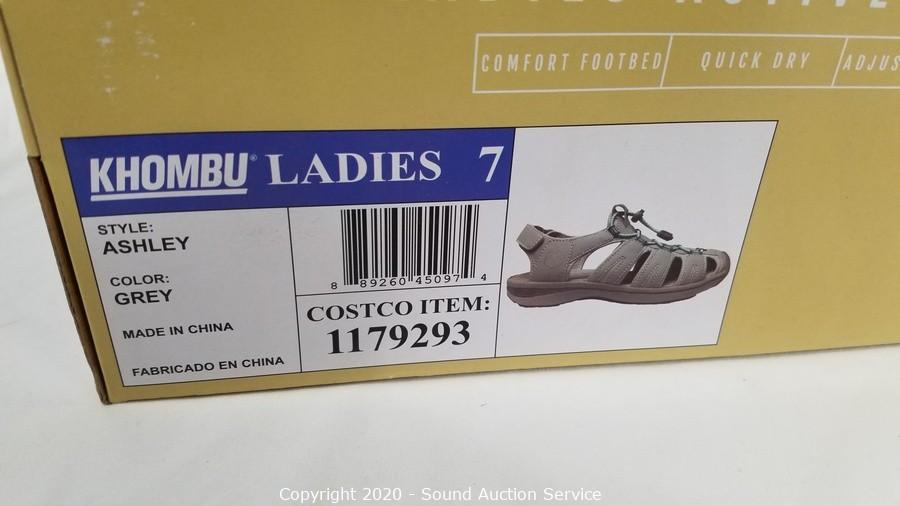 COMFORT FOOTBED QUICK DRY
KHOMBU® LADIES 7
STYLE:
ASHLEY
COLOR:
GREY
MADE IN CHINA
FABRICADO EN CHINA
8 89260 45097 4
COSTCO ITEM:
1179293
Copyright 2020 - Sound Auction Service